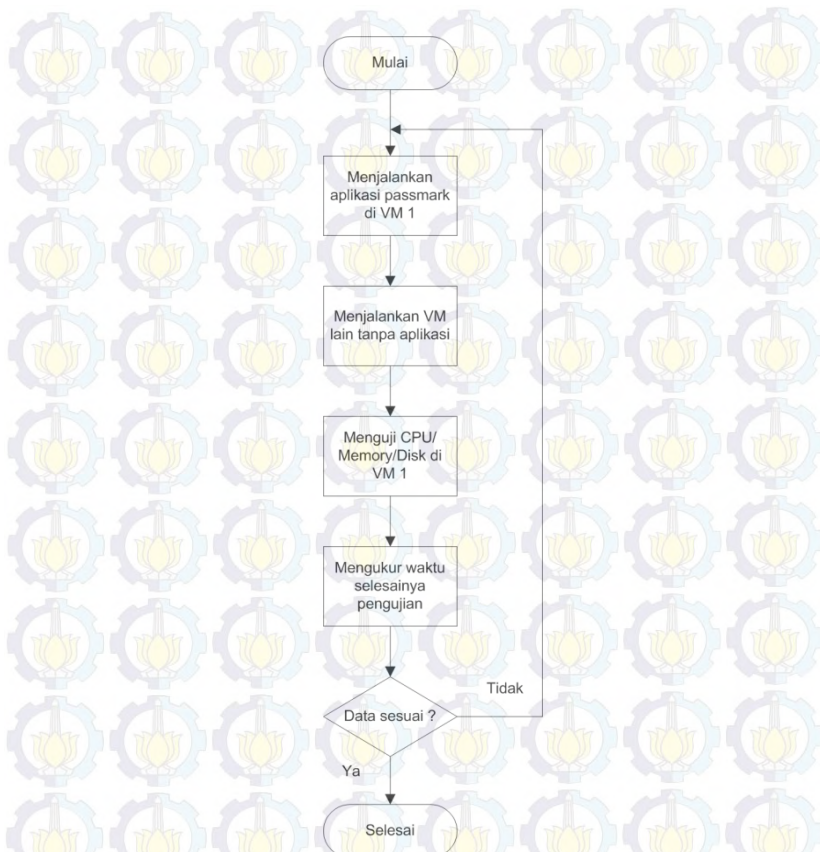 Mulai
Menjalankan
aplikasi passmark
di VM 1
Menjalankan VM
lain tanpa aplikasi
Menguji CPU/
Memory/Disk di
VM 1
Mengukur waktu
selesainya
pengujian
Data sesuai ?
Tidak
Ya
Selesai